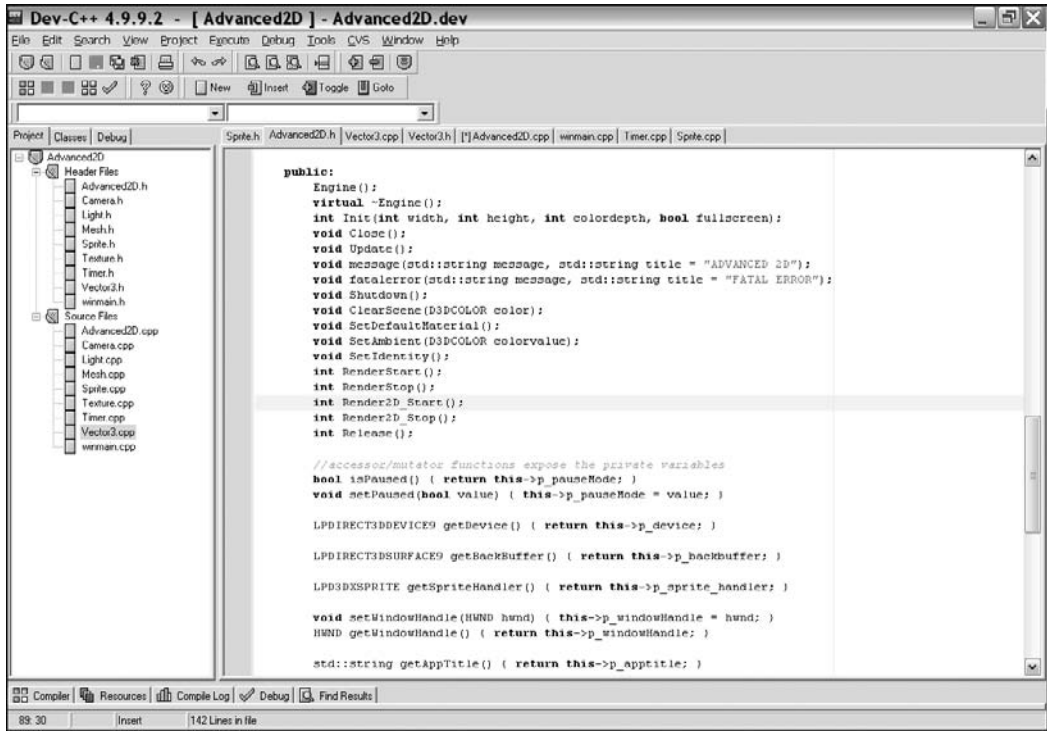 Dev-C++ 4.9.9.2 - [ Advanced2D ] - Advanced2D.dev
File Edit Search View Project Execute Debug Tools CVS Window Help
New Insert Toggle Goto
Project Classes Debug
Sprite.h Advanced2D.h Vector3.cpp Vector3.h [*] Advanced2D.cpp winmain.cpp Timer.cpp Sprite.cpp
Advanced2D
Header Files
Advanced2D.h
Camera.h
Light.h
Mesh.h
Sprite.h
Texture.h
Timer.h
Vector3.h
winmain.h
Source Files
Advanced2D.cpp
Camera.cpp
Light.cpp
Mesh.cpp
Sprite.cpp
Texture.cpp
Timer.cpp
Vector3.cpp
winmain.cpp
public:
Engine();
virtual ~Engine();
int Init(int width, int height, int colordepth, bool fullscreen);
void Close();
void Update();
void message(std::string message, std::string title = "ADVANCED 2D");
void fatalerror(std::string message, std::string title = "FATAL ERROR");
void Shutdown();
void ClearScene(D3DCOLOR color);
void SetDefaultMaterial();
void SetAmbient(D3DCOLOR colorvalue);
void SetIdentity();
int RenderStart();
int RenderStop();
int Render2D_Start();
int Render2D_Stop();
int Release();
//accessor/mutator functions expose the private variables
bool isPaused() { return this->p_pauseMode; }
void setPaused(bool value) { this->p_pauseMode = value; }
LPDIRECT3DDEVICE9 getDevice() { return this->p_device; }
LPDIRECT3DSURFACE9 getBackBuffer() { return this->p_backbuffer; }
LPD3DXSPRITE getSpriteHandler() { return this->p_sprite_handler; }
void setWindowHandle(HWND hwnd) { this->p_windowHandle = hwnd; }
HWND getWindowHandle() { return this->p_windowHandle; }
std::string getAppTitle() { return this->p_apptitle; }
Compiler Resources Compile Log Debug Find Results
89: 30 Insert 142 Lines in file